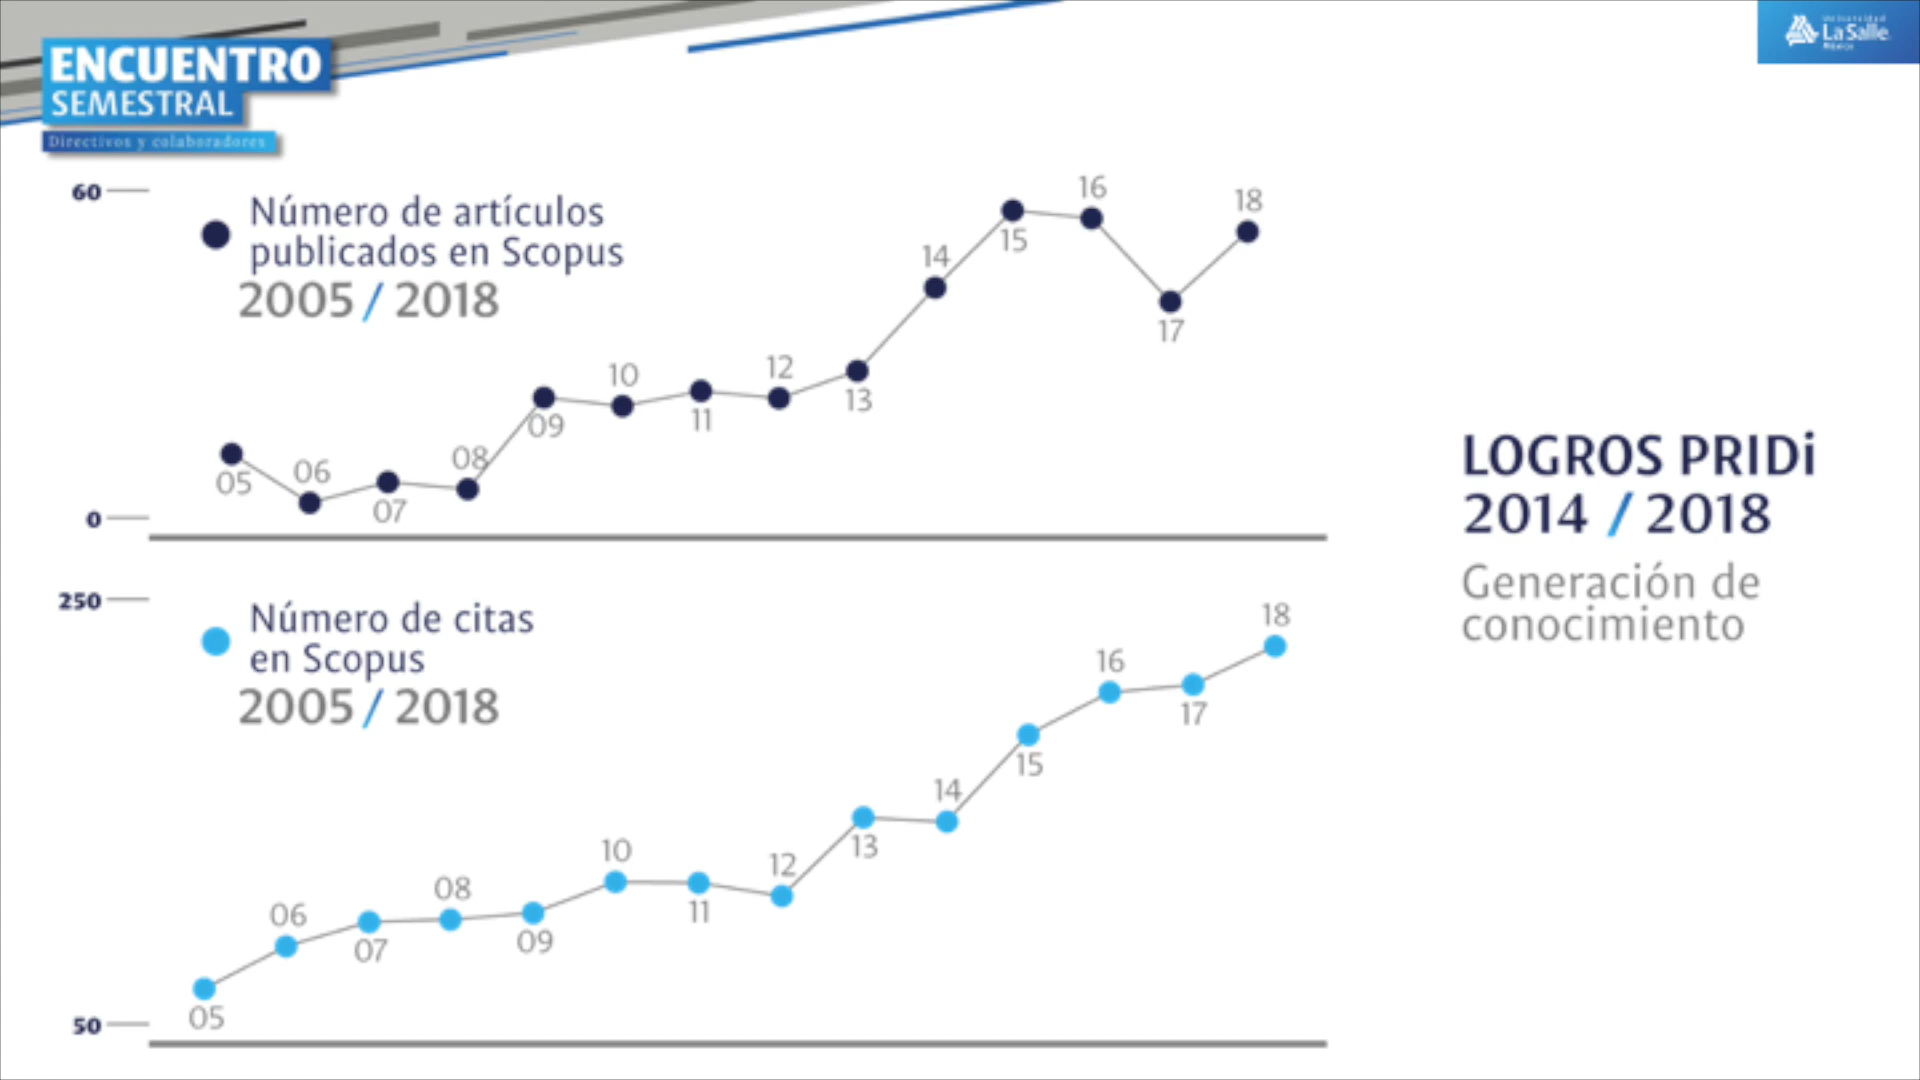 ENCUENTRO
SEMESTRAL
Directivos y colaboradores
Universidad
La Salle
México
60
Número de artículos
publicados en Scopus
2005 / 2018
05
06
07
08
09
10
11
12
13
14
15
16
17
18
0
LOGROS PRIDi
2014 / 2018
Generación de
conocimiento
250
Número de citas
en Scopus
2005 / 2018
05
06
07
08
09
10
11
12
13
14
15
16
17
18
50